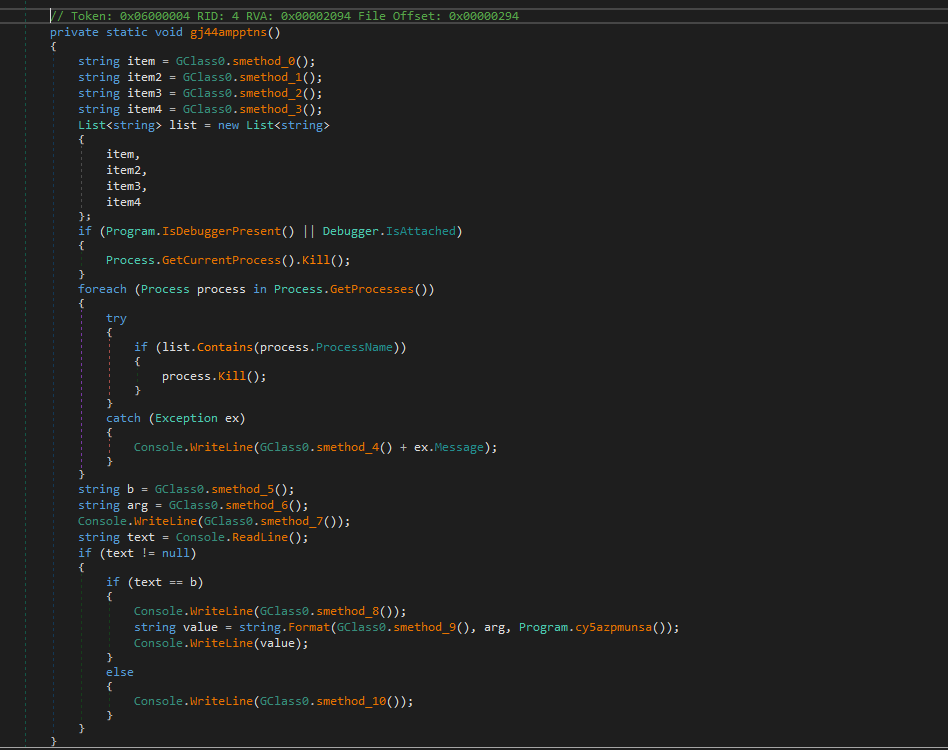 // Token: 0x06000004 RID: 4 RVA: 0x00002094 File Offset: 0x00000294
private static void gj44ampptns()
{
string item = GClass0.smethod_0();
string item2 = GClass0.smethod_1();
string item3 = GClass0.smethod_2();
string item4 = GClass0.smethod_3();
List<string> list = new List<string>
{
item,
item2,
item3,
item4
};
if (Program.IsDebuggerPresent() || Debugger.IsAttached)
{
Process.GetCurrentProcess().Kill();
}
foreach (Process process in Process.GetProcesses())
{
try
{
if (list.Contains(process.ProcessName))
{
process.Kill();
}
}
catch (Exception ex)
{
Console.WriteLine(GClass0.smethod_4() + ex.Message);
}
}
string b = GClass0.smethod_5();
string arg = GClass0.smethod_6();
Console.WriteLine(GClass0.smethod_7());
string text = Console.ReadLine();
if (text != null)
{
if (text == b)
{
Console.WriteLine(GClass0.smethod_8());
string value = string.Format(GClass0.smethod_9(), arg, Program.cy5azpmunsa());
Console.WriteLine(value);
}
else
{
Console.WriteLine(GClass0.smethod_10());
}
}
}